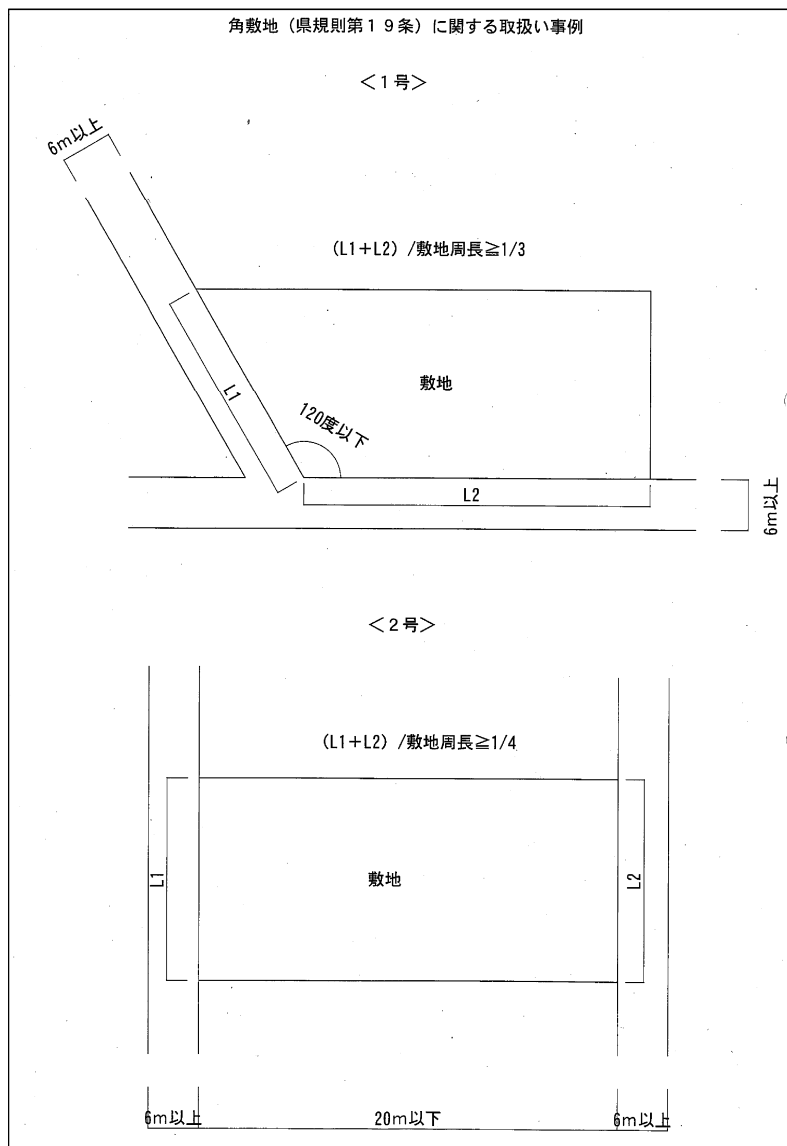 角敷地（県規則第１９条）に関する取扱い事例
＜１号＞
6m以上
(L1+L2) /敷地周長≧1/3
L1
敷地
120度以下
L2
6m以上
＜２号＞
(L1+L2) /敷地周長≧1/4
L1
敷地
L2
6m以上
20m以下
6m以上